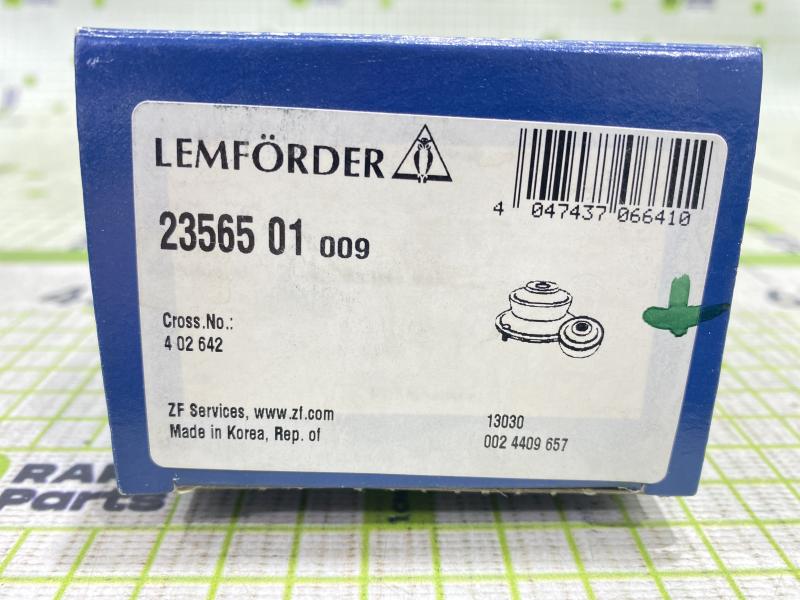 LEMFÖRDER
4 047437 066410
23565 01 009
Cross.No.:
4 02 642
ZF Services, www.zf.com
Made in Korea, Rep. of
13030
002 4409 657
Parts